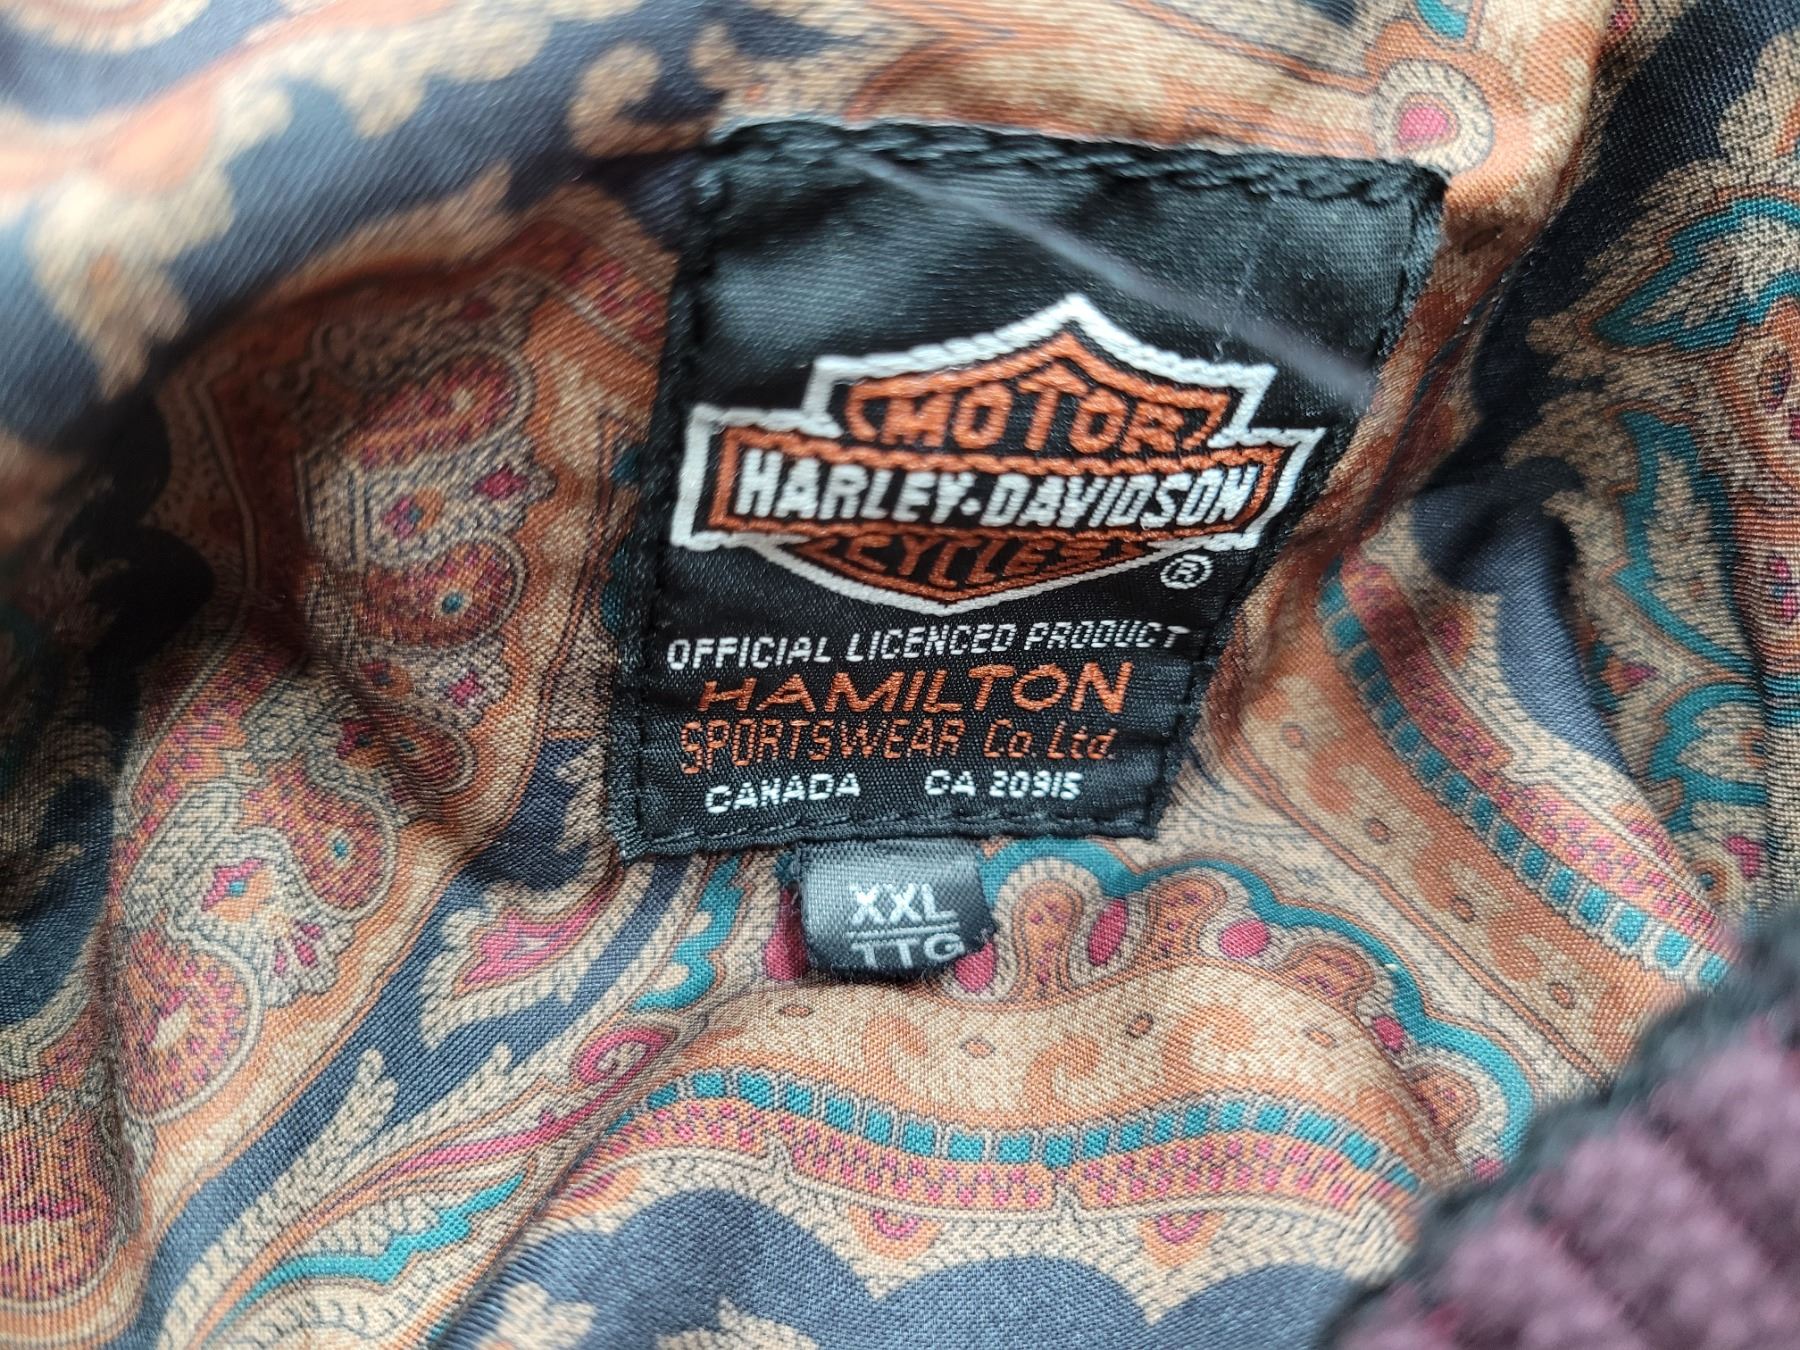 MOTOR
HARLEY-DAVIDSON
CYCLES
®
OFFICIAL LICENCED PRODUCT
HAMILTON
SPORTSWEAR Co. Ltd.
CANADA CA 20915
XXL
TTG